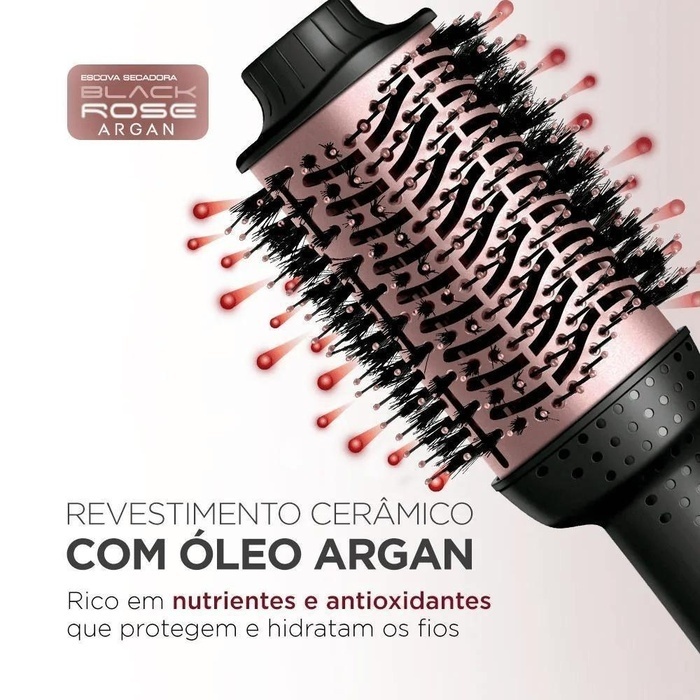 ESCOVA SECADORA
BLACK
ROSE
ARGAN
REVESTIMENTO CERÂMICO
COM ÓLEO ARGAN
Rico em nutrientes e antioxidantes
que protegem e hidratam os fios